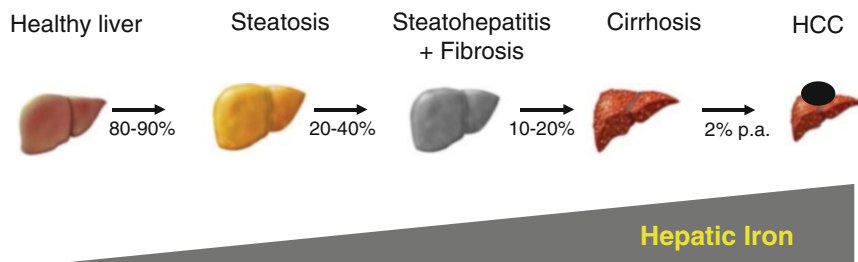 Healthy liver
Steatosis
Steatohepatitis
+ Fibrosis
Cirrhosis
HCC
80-90%
20-40%
10-20%
2% p.a.
Hepatic Iron